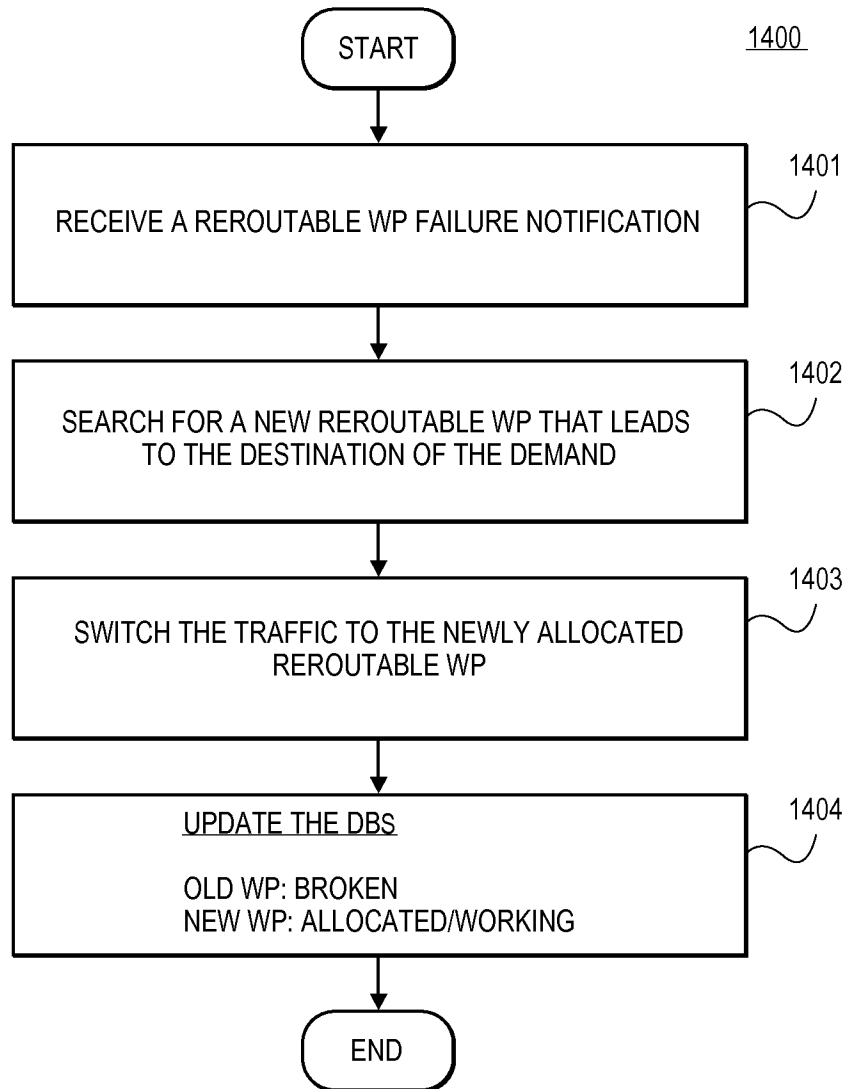 START
1400
1401
RECEIVE A REROUTABLE WP FAILURE NOTIFICATION
1402
SEARCH FOR A NEW REROUTABLE WP THAT LEADS
TO THE DESTINATION OF THE DEMAND
1403
SWITCH THE TRAFFIC TO THE NEWLY ALLOCATED
REROUTABLE WP
1404
UPDATE THE DBS
OLD WP: BROKEN
NEW WP: ALLOCATED/WORKING
END